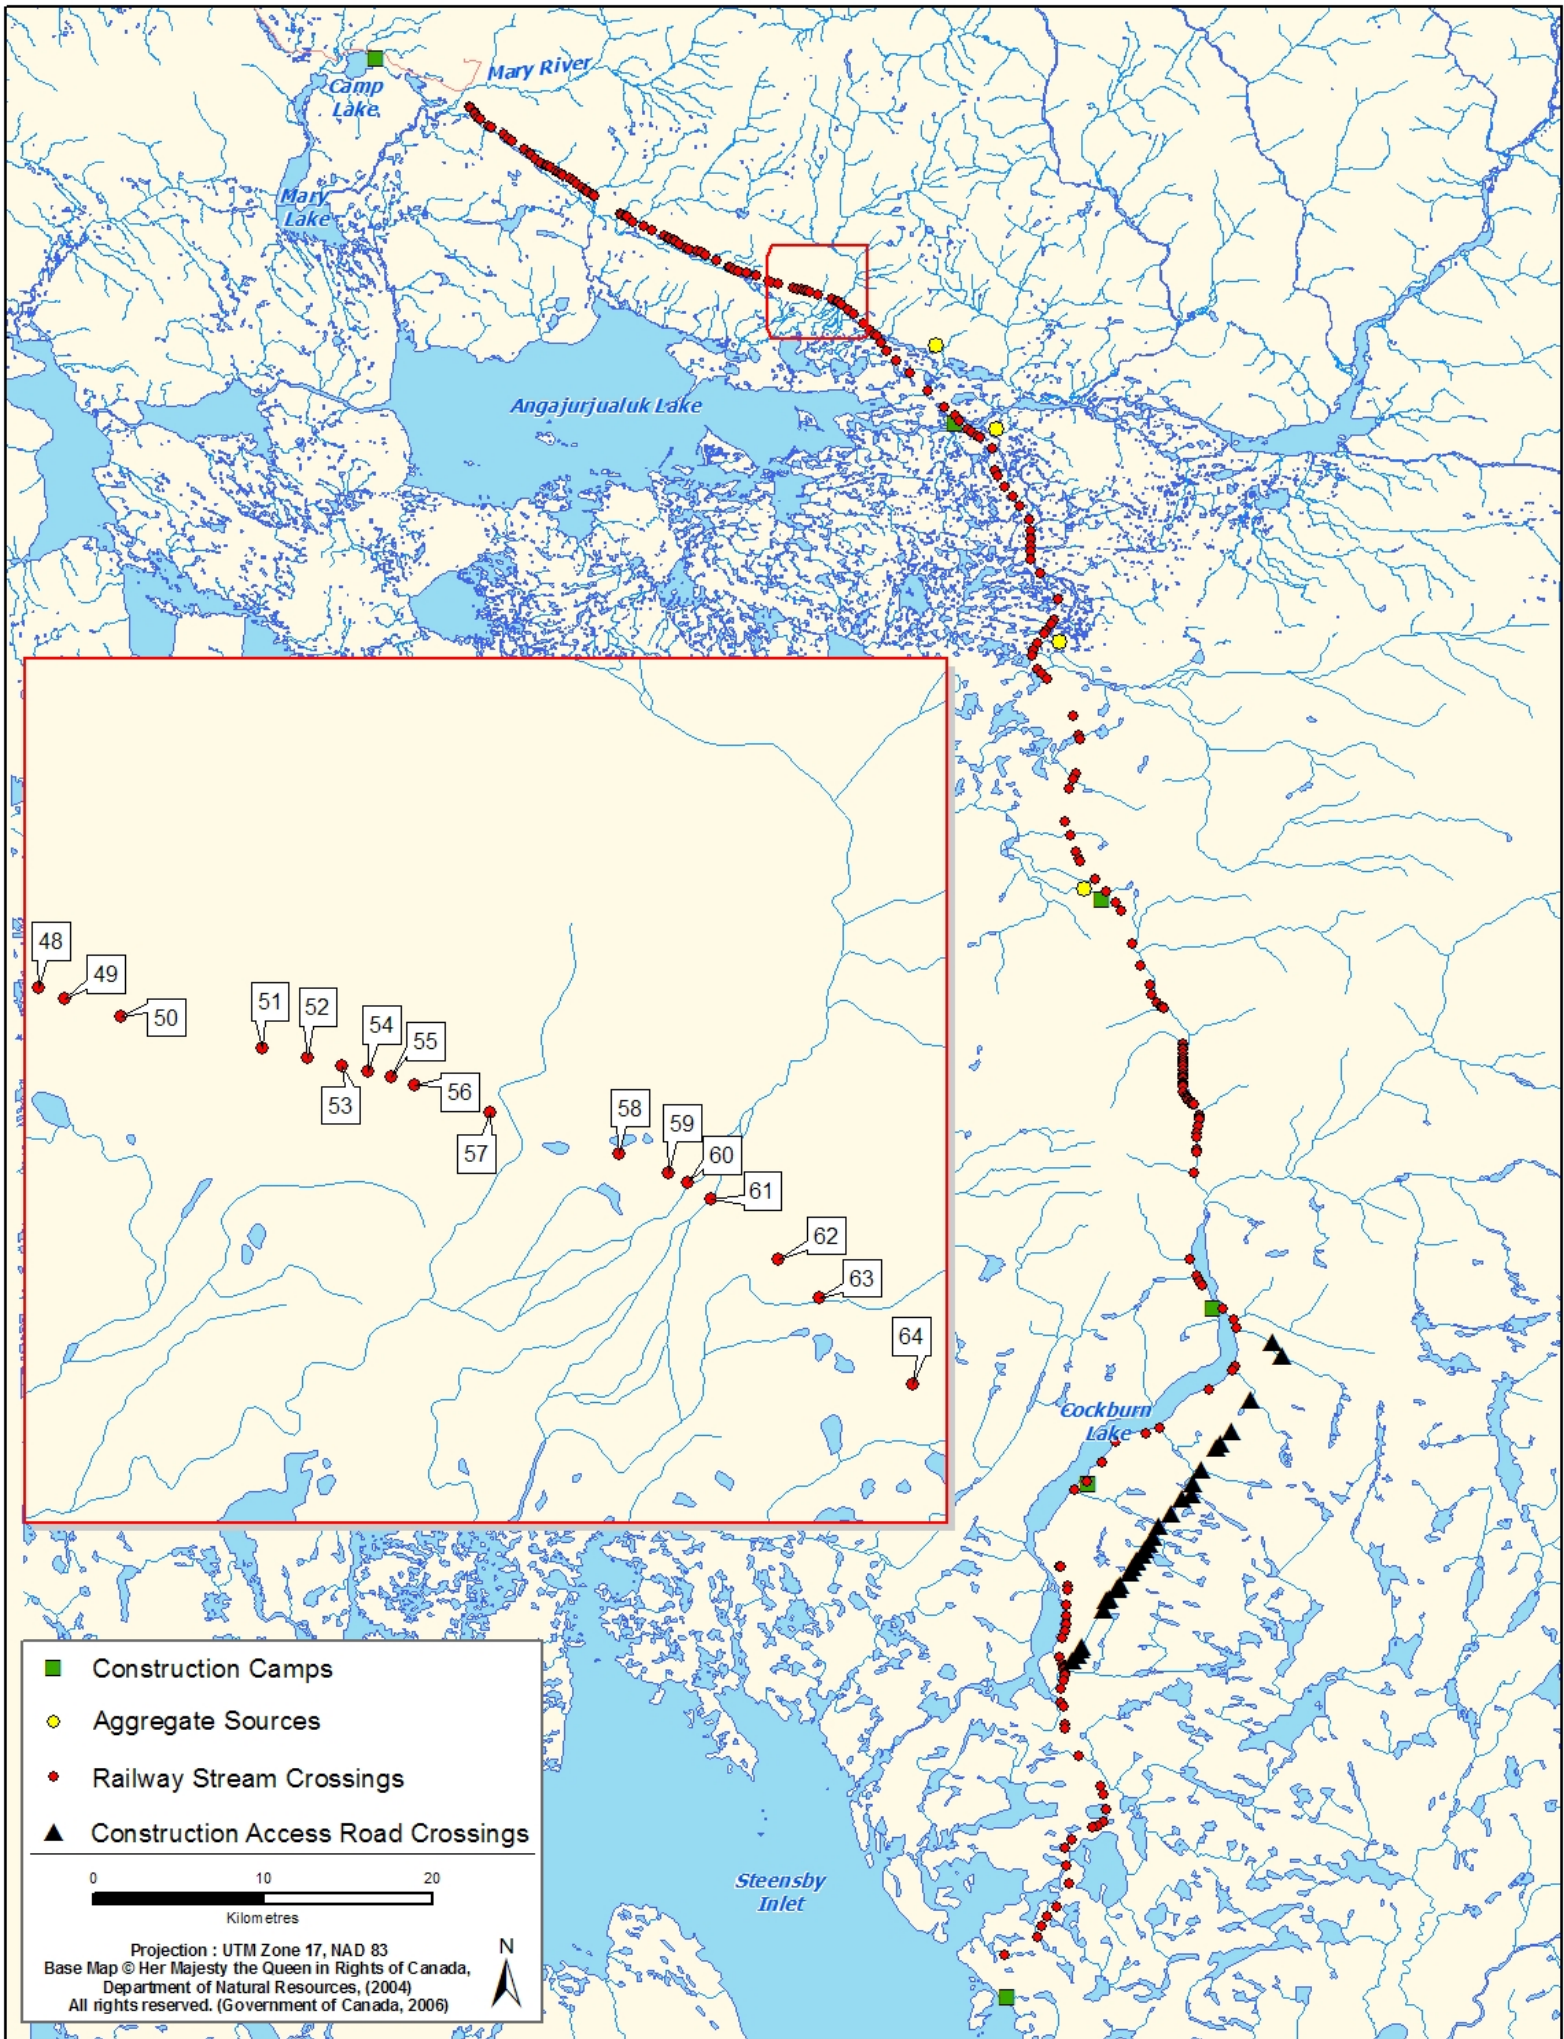 Mary River
Camp
Lake
Mary
Lake
Angajurjualuk Lake
48
49
50
51
52
53
54
55
56
57
58
59
60
61
62
63
64
Cockburn
Lake
Steensby
Inlet
Construction Camps
Aggregate Sources
Railway Stream Crossings
Construction Access Road Crossings
0 10 20
Kilometres
Projection : UTM Zone 17, NAD 83
Base Map © Her Majesty the Queen in Rights of Canada,
Department of Natural Resources, (2004)
All rights reserved. (Government of Canada, 2006)
N